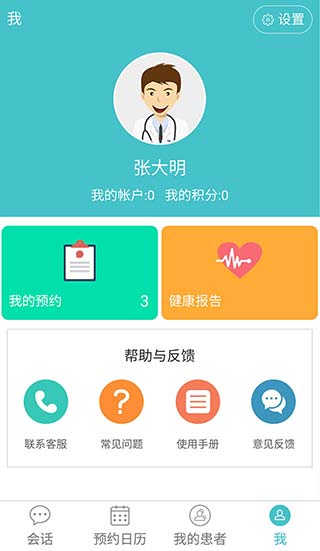 我
设置
张大明
我的帐户:0 我的积分:0
我的预约 3
健康报告
帮助与反馈
联系客服 常见问题 使用手册 意见反馈
会话 预约日历 我的患者 我